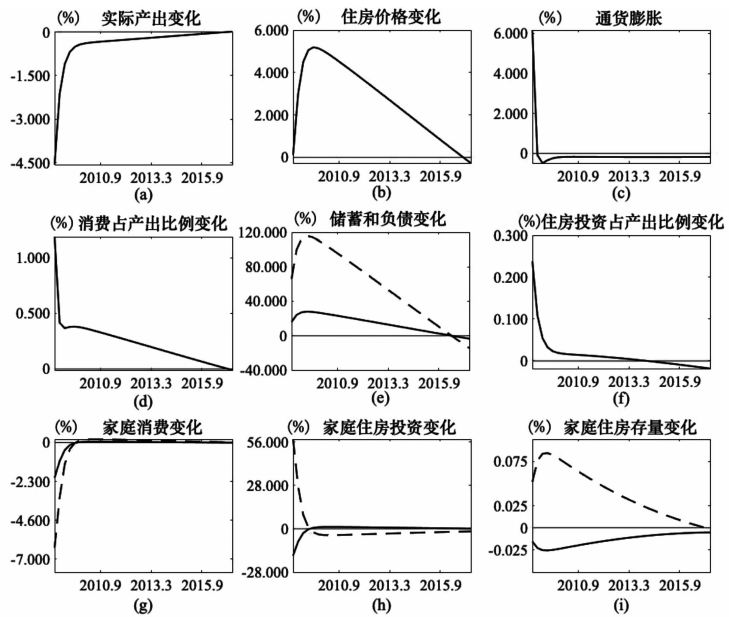 (%) 实际产出变化
0
-1.500
-3.000
-4.500
2010.9 2013.3 2015.9
(a)
(%) 住房价格变化
6.000
4.000
2.000
0
2010.9 2013.3 2015.9
(b)
(%) 通货膨胀
6.000
4.000
2.000
0
2010.9 2013.3 2015.9
(c)
(%) 消费占产出比例变化
1.000
0.500
0
2010.9 2013.3 2015.9
(d)
(%) 储蓄和负债变化
120.000
80.000
40.000
0
-40.000
2010.9 2013.3 2015.9
(e)
(%)住房投资占产出比例变化
0.300
0.200
0.100
0
2010.9 2013.3 2015.9
(f)
(%) 家庭消费变化
0
-2.300
-4.600
-7.000
2010.9 2013.3 2015.9
(g)
(%) 家庭住房投资变化
56.000
28.000
0
-28.000
2010.9 2013.3 2015.9
(h)
(%) 家庭住房存量变化
0.075
0.025
0
-0.025
2010.9 2013.3 2015.9
(i)